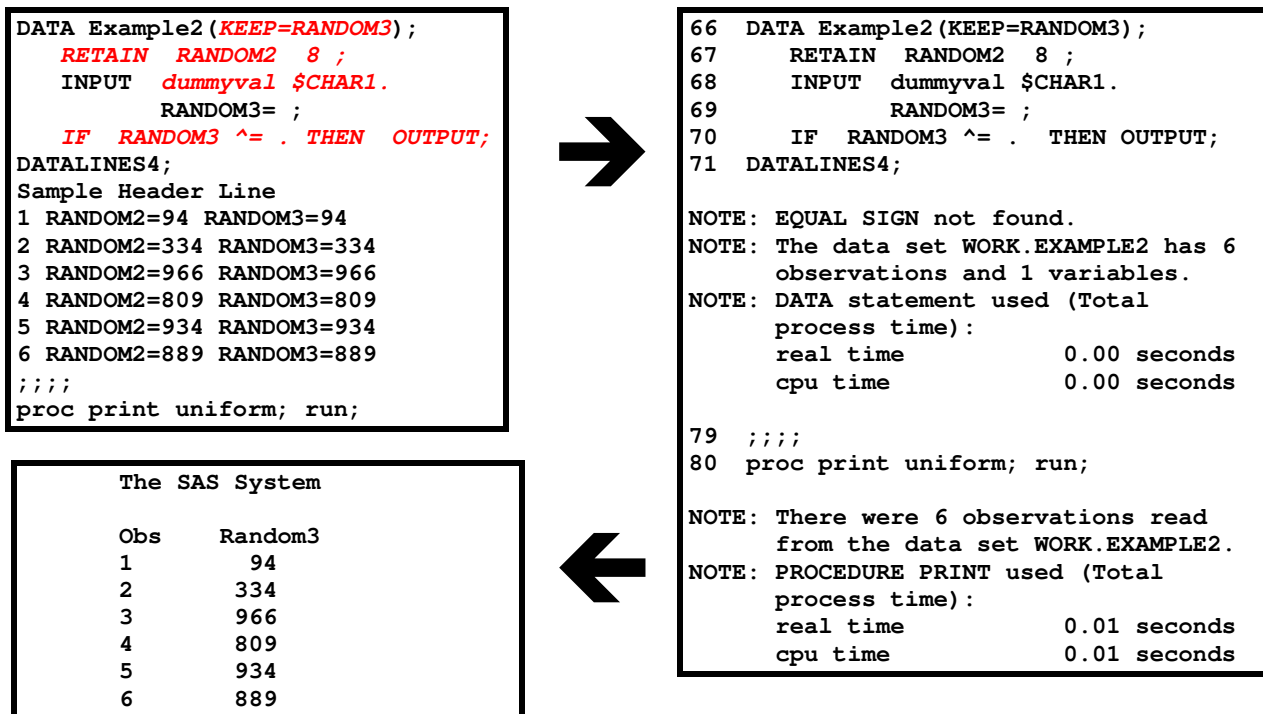 DATA Example2(KEEP=RANDOM3);
RETAIN RANDOM2 8 ;
INPUT dummyval $CHAR1.
RANDOM3= ;
IF RANDOM3 ^= . THEN OUTPUT;
DATALINES4;
Sample Header Line
1 RANDOM2=94 RANDOM3=94
2 RANDOM2=334 RANDOM3=334
3 RANDOM2=966 RANDOM3=966
4 RANDOM2=809 RANDOM3=809
5 RANDOM2=934 RANDOM3=934
6 RANDOM2=889 RANDOM3=889
;;;;
proc print uniform; run;
66 DATA Example2(KEEP=RANDOM3);
67 RETAIN RANDOM2 8 ;
68 INPUT dummyval $CHAR1.
69 RANDOM3= ;
70 IF RANDOM3 ^= . THEN OUTPUT;
71 DATALINES4;
NOTE: EQUAL SIGN not found.
NOTE: The data set WORK.EXAMPLE2 has 6
observations and 1 variables.
NOTE: DATA statement used (Total
process time):
real time 0.00 seconds
cpu time 0.00 seconds
79 ;;;;
80 proc print uniform; run;
NOTE: There were 6 observations read
from the data set WORK.EXAMPLE2.
NOTE: PROCEDURE PRINT used (Total
process time):
real time 0.01 seconds
cpu time 0.01 seconds
The SAS System
Obs Random3
1 94
2 334
3 966
4 809
5 934
6 889